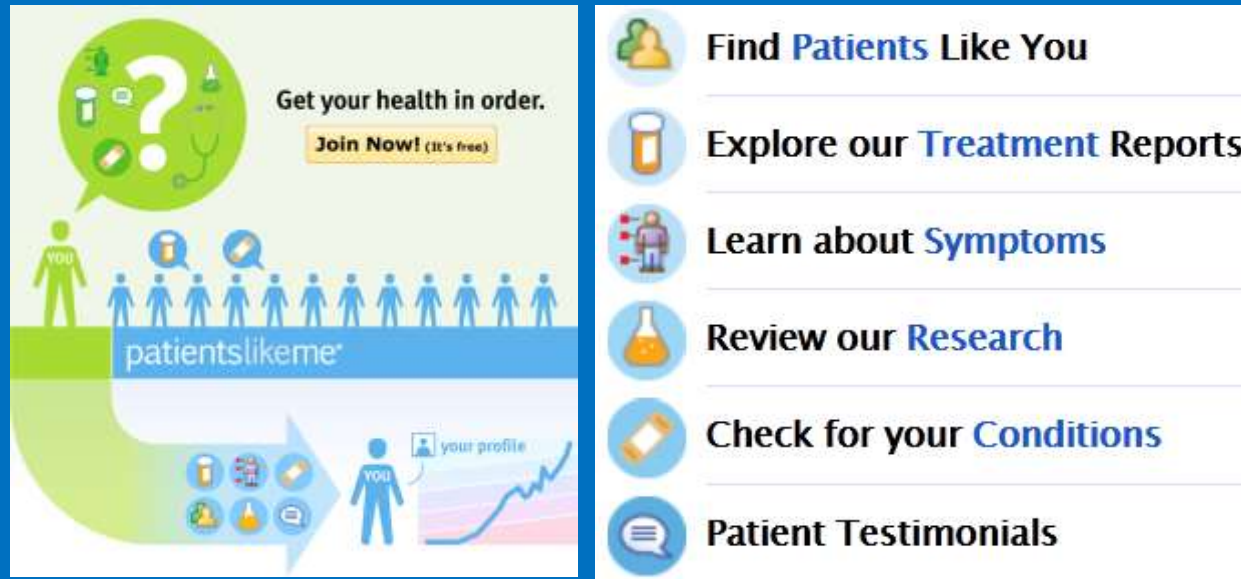 Get your health in order.
Join Now! (It's free)
YOU
patientslikeme
your profile
YOU
Find Patients Like You
Explore our Treatment Reports
Learn about Symptoms
Review our Research
Check for your Conditions
Patient Testimonials